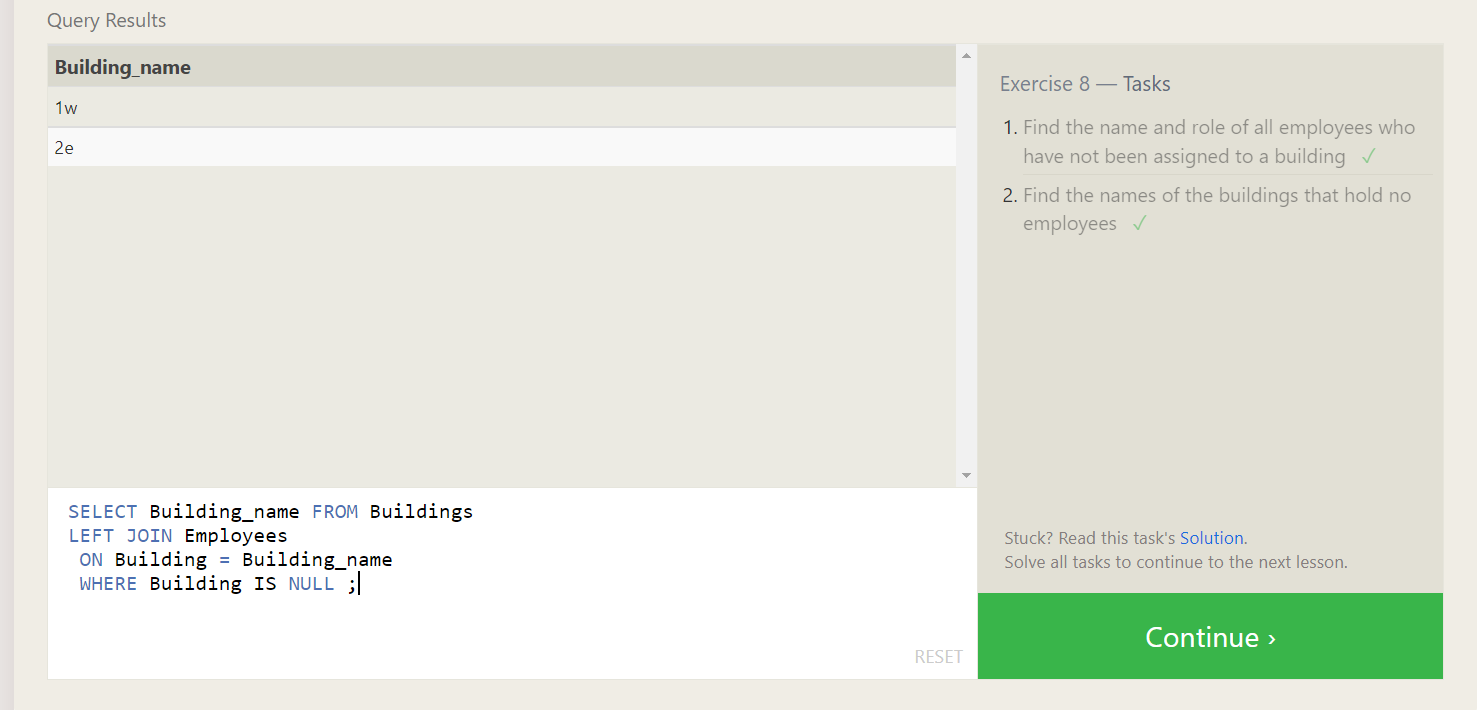 Query Results
Building_name
1w
2e
Exercise 8 — Tasks
1. Find the name and role of all employees who
have not been assigned to a building ✓
2. Find the names of the buildings that hold no
employees ✓
SELECT Building_name FROM Buildings
LEFT JOIN Employees
ON Building = Building_name
WHERE Building IS NULL ;
RESET
Stuck? Read this task's Solution.
Solve all tasks to continue to the next lesson.
Continue ›